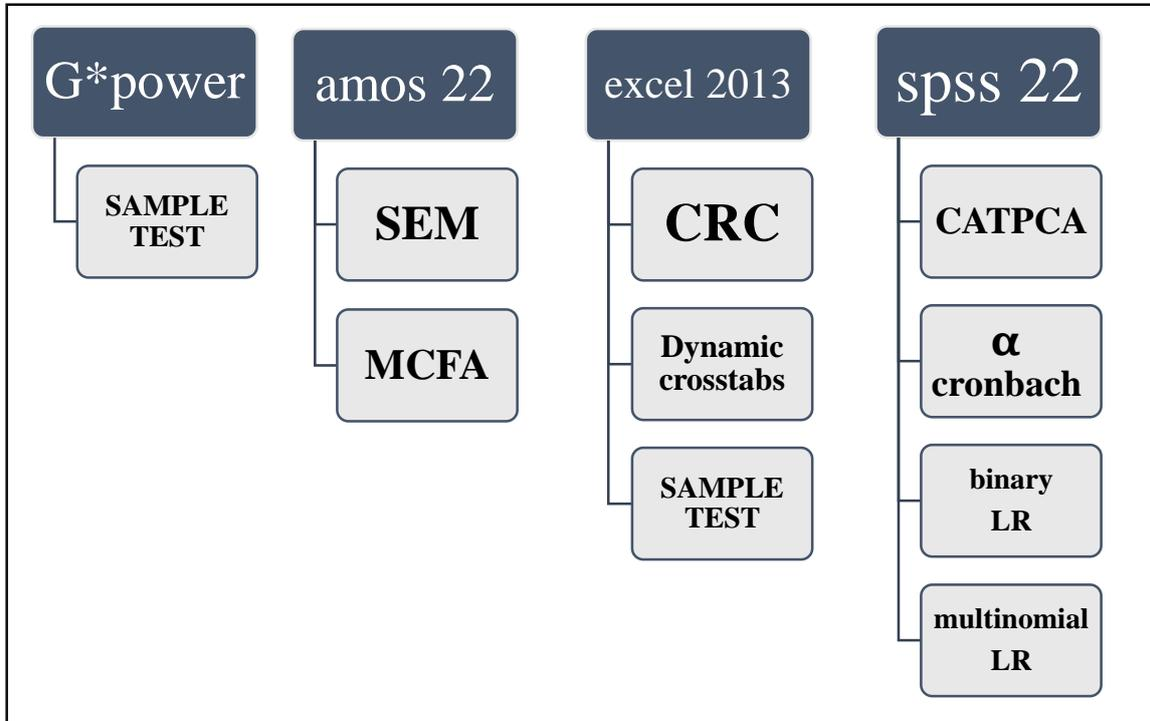 G*power
SAMPLE
TEST
amos 22
SEM
MCFA
excel 2013
CRC
Dynamic
crosstabs
SAMPLE
TEST
spss 22
CATPCA
α
cronbach
binary
LR
multinomial
LR